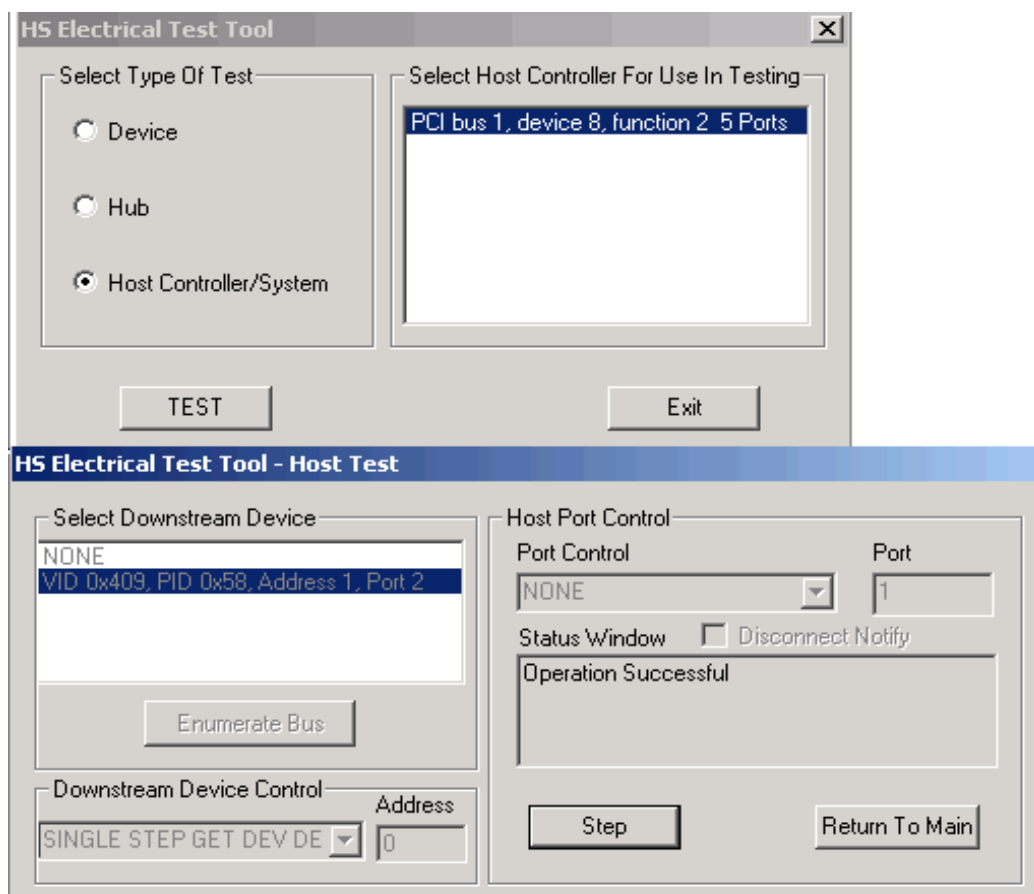 HS Electrical Test Tool
Select Type Of Test
Device
Hub
Host Controller/System
Select Host Controller For Use In Testing
PCI bus 1, device 8, function 2 5 Ports
TEST
Exit
HS Electrical Test Tool - Host Test
Select Downstream Device
NONE
VID 0x409, PID 0x58, Address 1, Port 2
Enumerate Bus
Downstream Device Control
Address
SINGLE STEP GET DEV DE
0
Host Port Control
Port Control
Port
NONE
1
Status Window
Disconnect Notify
Operation Successful
Step
Return To Main